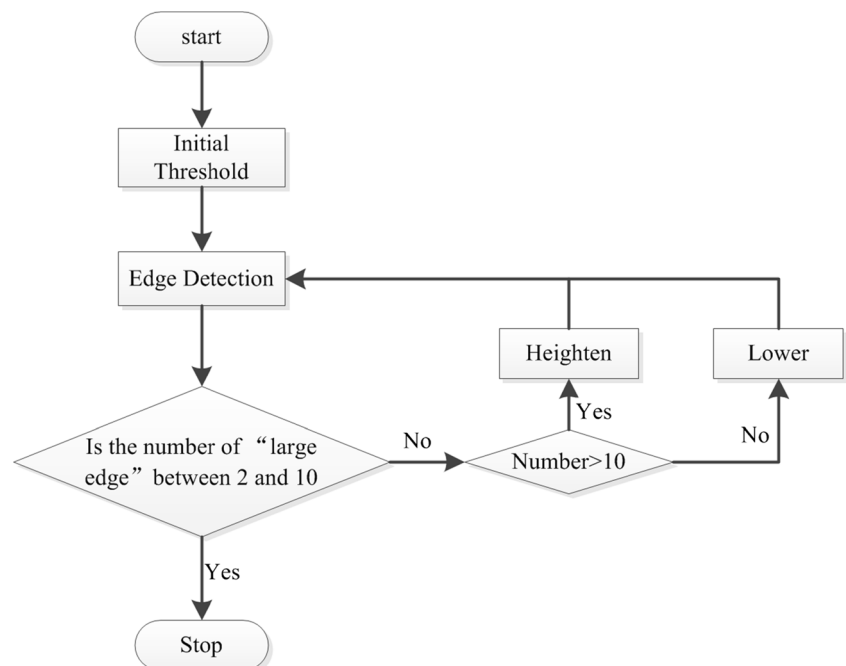 start
Initial
Threshold
Edge Detection
Heighten
Lower
Yes
No
No
Is the number of “large
edge” between 2 and 10
Number>10
Yes
Stop